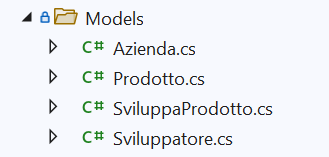 Models
C# Azienda.cs
C# Prodotto.cs
C# SviluppaProdotto.cs
C# Sviluppatore.cs